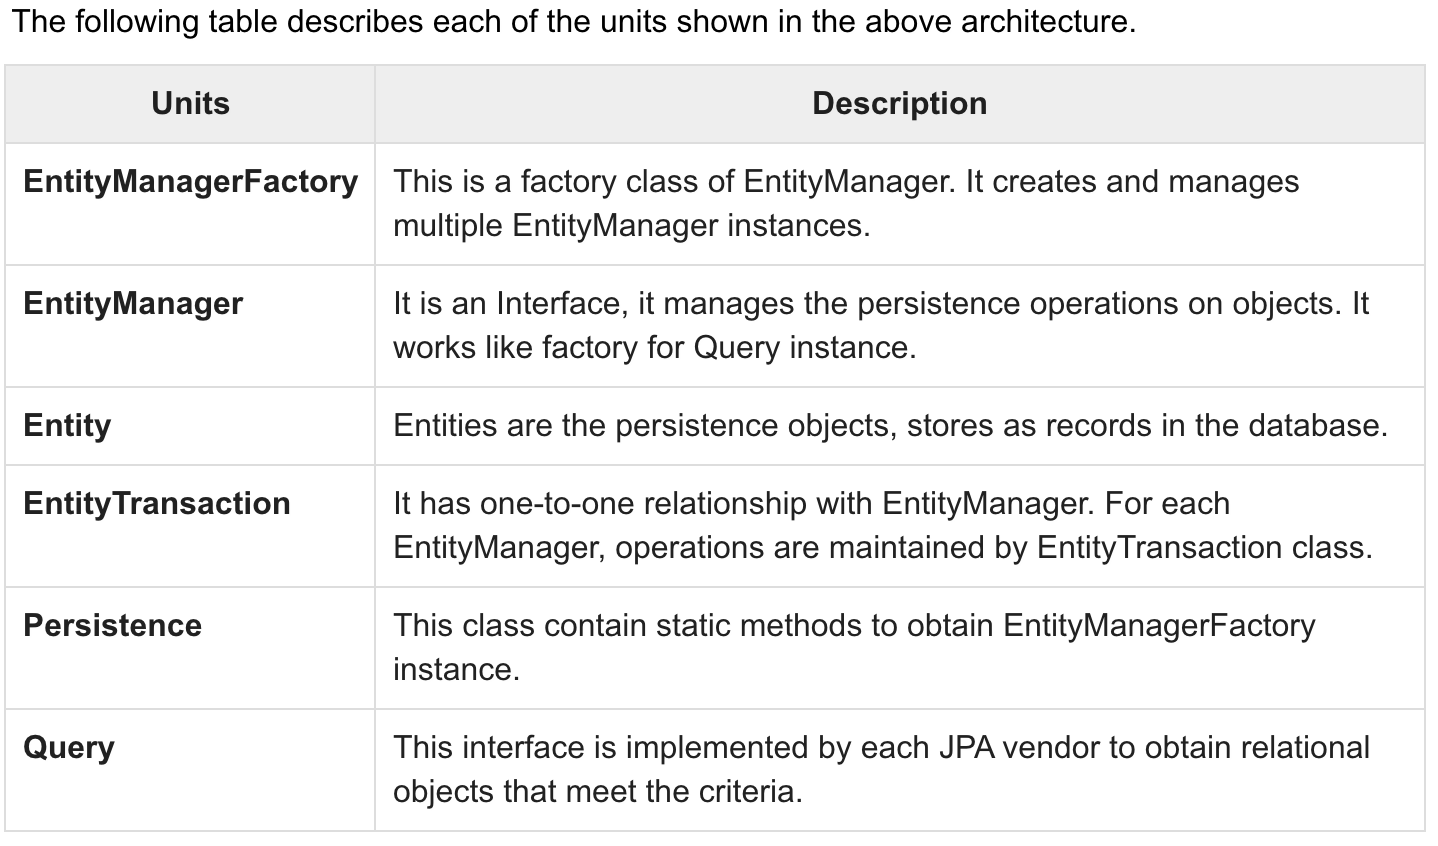 The following table describes each of the units shown in the above architecture.
Units Description
EntityManagerFactory This is a factory class of EntityManager. It creates and manages
multiple EntityManager instances.
EntityManager It is an Interface, it manages the persistence operations on objects. It
works like factory for Query instance.
Entity Entities are the persistence objects, stores as records in the database.
EntityTransaction It has one-to-one relationship with EntityManager. For each
EntityManager, operations are maintained by EntityTransaction class.
Persistence This class contain static methods to obtain EntityManagerFactory
instance.
Query This interface is implemented by each JPA vendor to obtain relational
objects that meet the criteria.